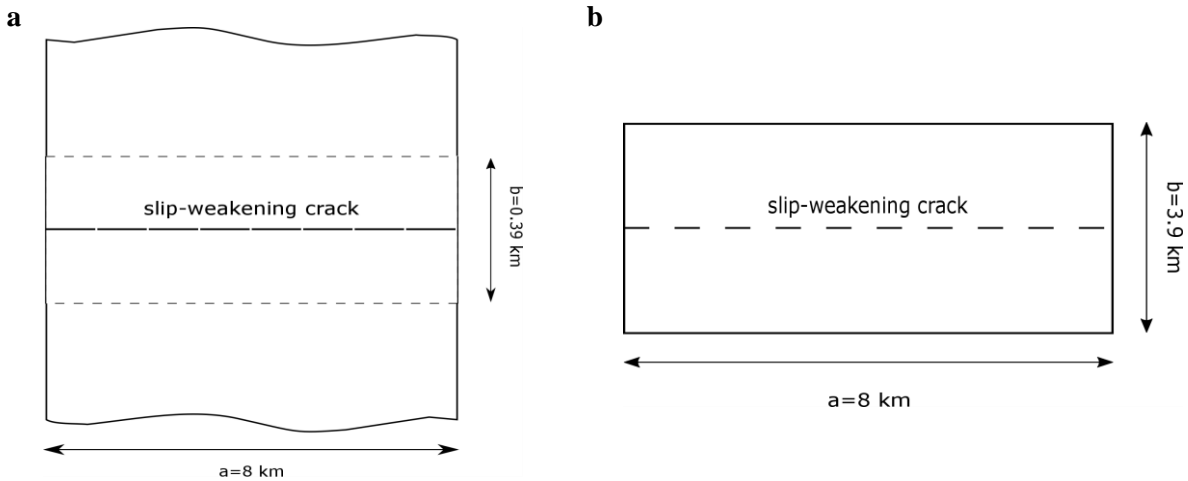 a
slip-weakening crack
b=0.39 km
a=8 km
b
slip-weakening crack
b=3.9 km
a=8 km